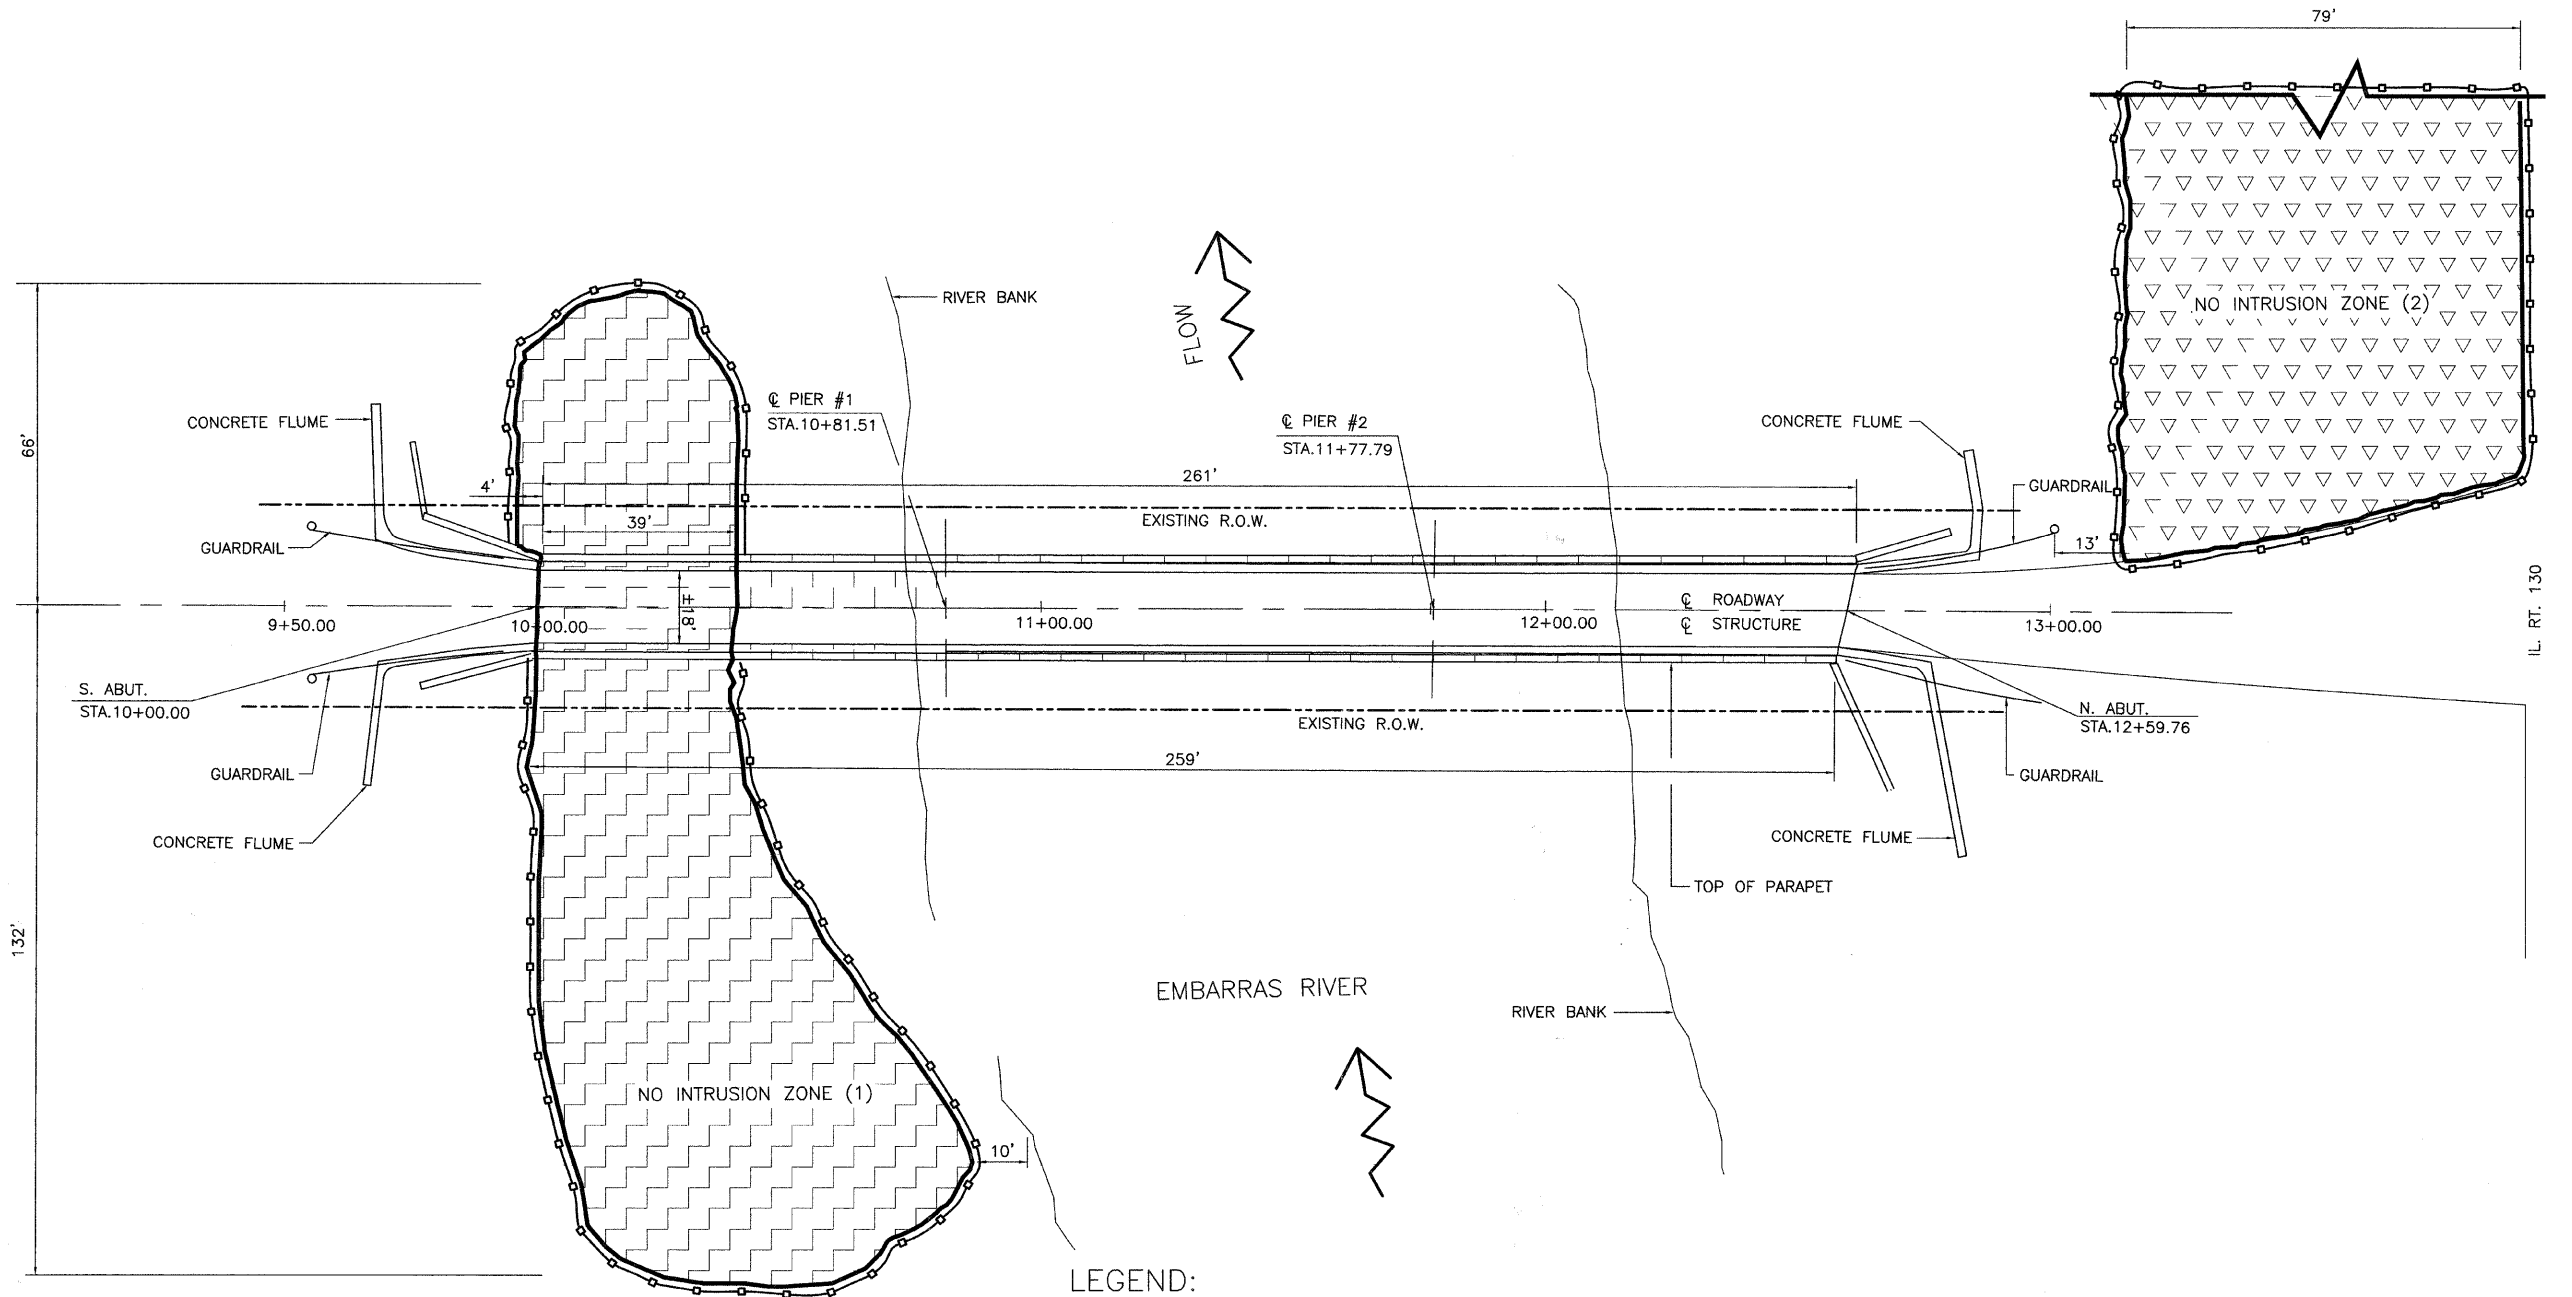 79'
RIVER BANK
FLOW
NO INTRUSION ZONE (2)
66'
CONCRETE FLUME
℄ PIER #1
STA.10+81.51
℄ PIER #2
STA.11+77.79
CONCRETE FLUME
4'
261'
GUARDRAIL
39'
EXISTING R.O.W.
GUARDRAIL
13'
±18'
IL. RT. 130
9+50.00
10+00.00
11+00.00
12+00.00
℄ ROADWAY
℄ STRUCTURE
13+00.00
S. ABUT.
STA.10+00.00
EXISTING R.O.W.
N. ABUT.
STA.12+59.76
259'
GUARDRAIL
GUARDRAIL
CONCRETE FLUME
CONCRETE FLUME
TOP OF PARAPET
132'
EMBARRAS RIVER
RIVER BANK
NO INTRUSION ZONE (1)
10'
LEGEND: